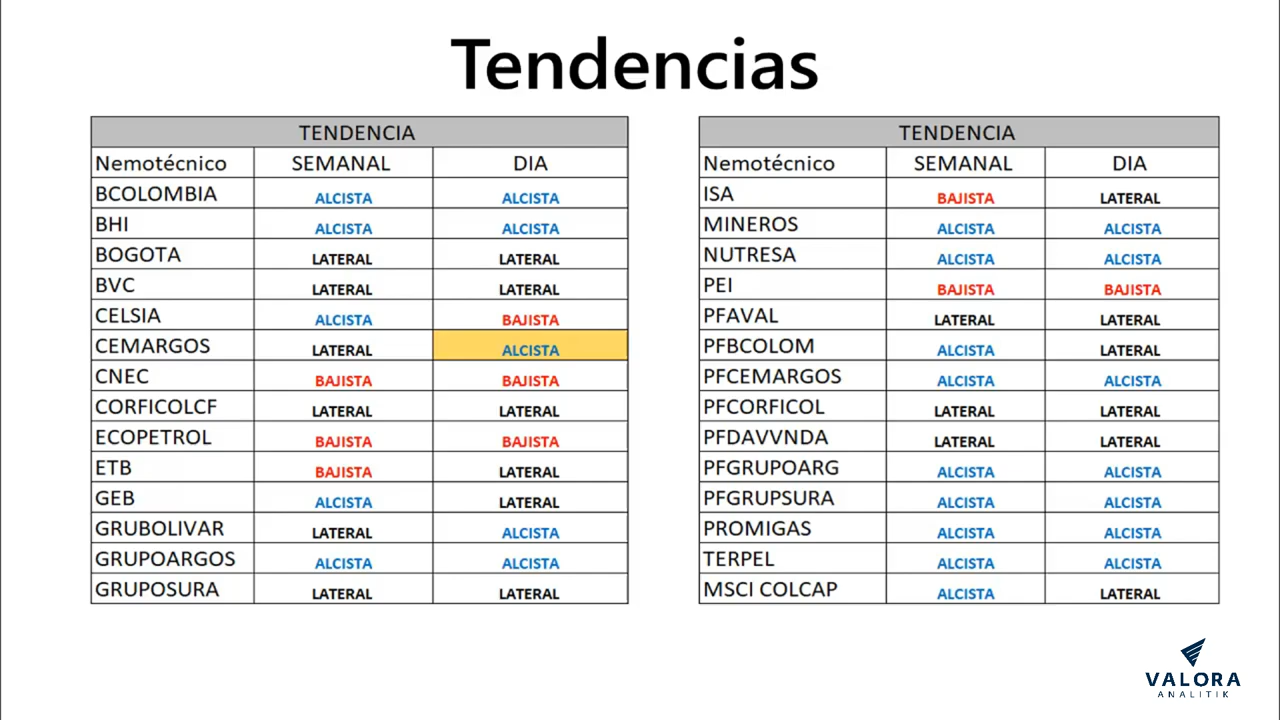 Tendencias
TENDENCIA
Nemotécnico SEMANAL DIA
BCOLOMBIA ALCISTA ALCISTA
BHI ALCISTA ALCISTA
BOGOTA LATERAL LATERAL
BVC LATERAL LATERAL
CELSIA ALCISTA BAJISTA
CEMARGOS LATERAL ALCISTA
CNEC BAJISTA BAJISTA
CORFICOLCF LATERAL LATERAL
ECOPETROL BAJISTA BAJISTA
ETB BAJISTA LATERAL
GEB ALCISTA LATERAL
GRUBOLIVAR LATERAL ALCISTA
GRUPOARGOS ALCISTA ALCISTA
GRUPOSURA LATERAL LATERAL
TENDENCIA
Nemotécnico SEMANAL DIA
ISA BAJISTA LATERAL
MINEROS ALCISTA ALCISTA
NUTRESA ALCISTA ALCISTA
PEI BAJISTA BAJISTA
PFAVAL LATERAL LATERAL
PFBCOLOM ALCISTA LATERAL
PFCEMARGOS ALCISTA ALCISTA
PFCORFICOL LATERAL LATERAL
PFDAVVNDA LATERAL LATERAL
PFGRUPOARG ALCISTA ALCISTA
PFGRUPSURA ALCISTA ALCISTA
PROMIGAS ALCISTA ALCISTA
TERPEL ALCISTA ALCISTA
MSCI COLCAP ALCISTA LATERAL
VALORA
ANALITIK